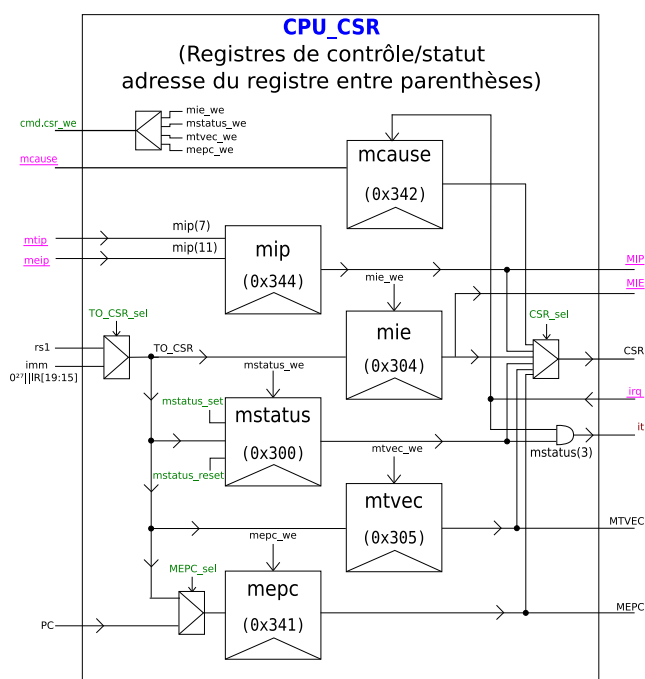 CPU_CSR
(Registres de contrôle/statut
adresse du registre entre parenthèses)
mie_we
cmd.csr_we
mstatus_we
mtvec_we
mepc_we
mcause
mcause
(0x342)
mip(7)
mtip
mip(11)
meip
mip
(0x344)
MIP
mie_we
MIE
TO_CSR_sel
CSR_sel
mie
(0x304)
rs1
TO_CSR
CSR
imm
0²⁷||IR[19:15]
mstatus_we
mstatus_set
irq
mstatus
(0x300)
it
mstatus(3)
mtvec_we
mstatus_reset
mtvec
(0x305)
MTVEC
mepc_we
MEPC_sel
mepc
(0x341)
MEPC
PC